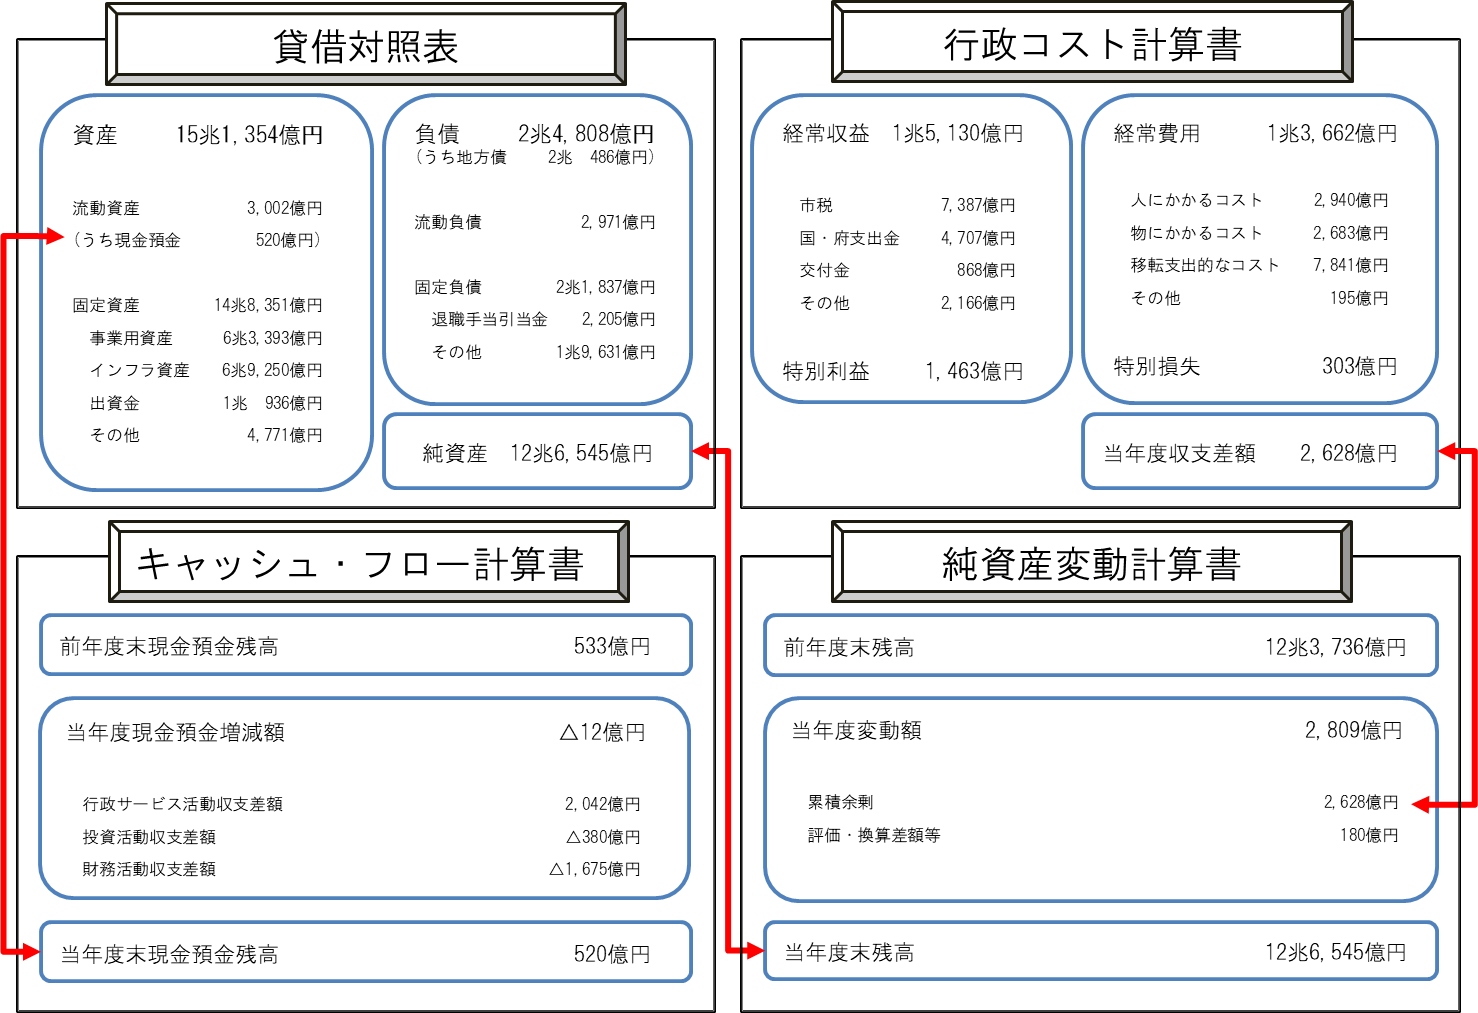 貸借対照表
資産 15兆1,354億円
流動資産 3,002億円
(うち現金預金 520億円)
固定資産 14兆8,351億円
事業用資産 6兆3,393億円
インフラ資産 6兆9,250億円
出資金 1兆 936億円
その他 4,771億円
負債 2兆4,808億円
(うち地方債 2兆 486億円)
流動負債 2,971億円
固定負債 2兆1,837億円
退職手当引当金 2,205億円
その他 1兆9,631億円
純資産 12兆6,545億円
行政コスト計算書
経常収益 1兆5,130億円
市税 7,387億円
国・府支出金 4,707億円
交付金 868億円
その他 2,166億円
特別利益 1,463億円
経常費用 1兆3,662億円
人にかかるコスト 2,940億円
物にかかるコスト 2,683億円
移転支出的なコスト 7,841億円
その他 195億円
特別損失 303億円
当年度収支差額 2,628億円
キャッシュ・フロー計算書
前年度末現金預金残高 533億円
当年度現金預金増減額 △12億円
行政サービス活動収支差額 2,042億円
投資活動収支差額 △380億円
財務活動収支差額 △1,675億円
当年度末現金預金残高 520億円
純資産変動計算書
前年度末残高 12兆3,736億円
当年度変動額 2,809億円
累積余剰 2,628億円
評価・換算差額等 180億円
当年度末残高 12兆6,545億円